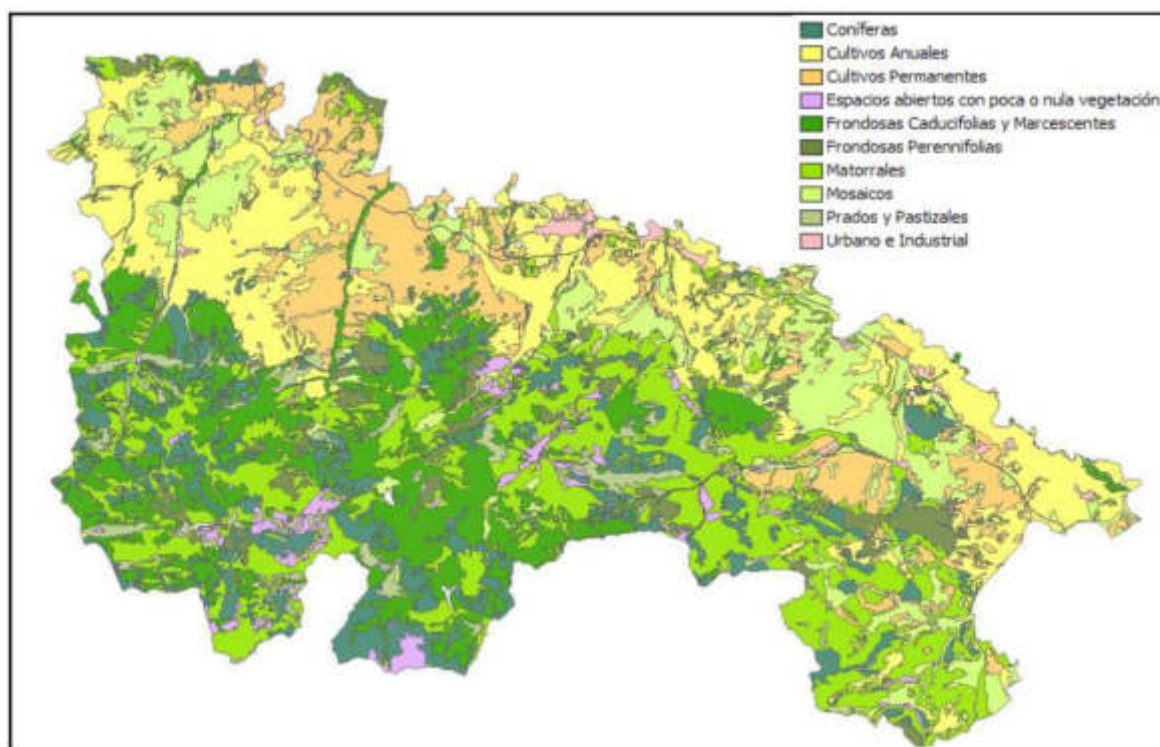 Coníferas
Cultivos Anuales
Cultivos Permanentes
Espacios abiertos con poca o nula vegetación
Frondosas Caducifolias y Marcescentes
Frondosas Perennifolias
Matorrales
Mosaicos
Prados y Pastizales
Urbano e Industrial